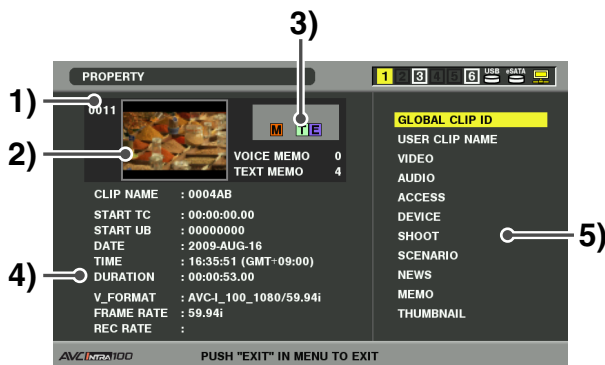 3)
PROPERTY
1 2 3 4 5 6 USB eSATA
1)
0011
M T E
2)
VOICE MEMO 0
TEXT MEMO 4
CLIP NAME : 0004AB
START TC : 00:00:00.00
START UB : 00000000
DATE : 2009-AUG-16
TIME : 16:35:51 (GMT+09:00)
4)
DURATION : 00:00:53.00
V_FORMAT : AVC-I_100_1080/59.94i
FRAME RATE : 59.94i
REC RATE :
GLOBAL CLIP ID
USER CLIP NAME
VIDEO
AUDIO
ACCESS
DEVICE
SHOOT
5)
SCENARIO
NEWS
MEMO
THUMBNAIL
AVC INTRA 100
PUSH "EXIT" IN MENU TO EXIT